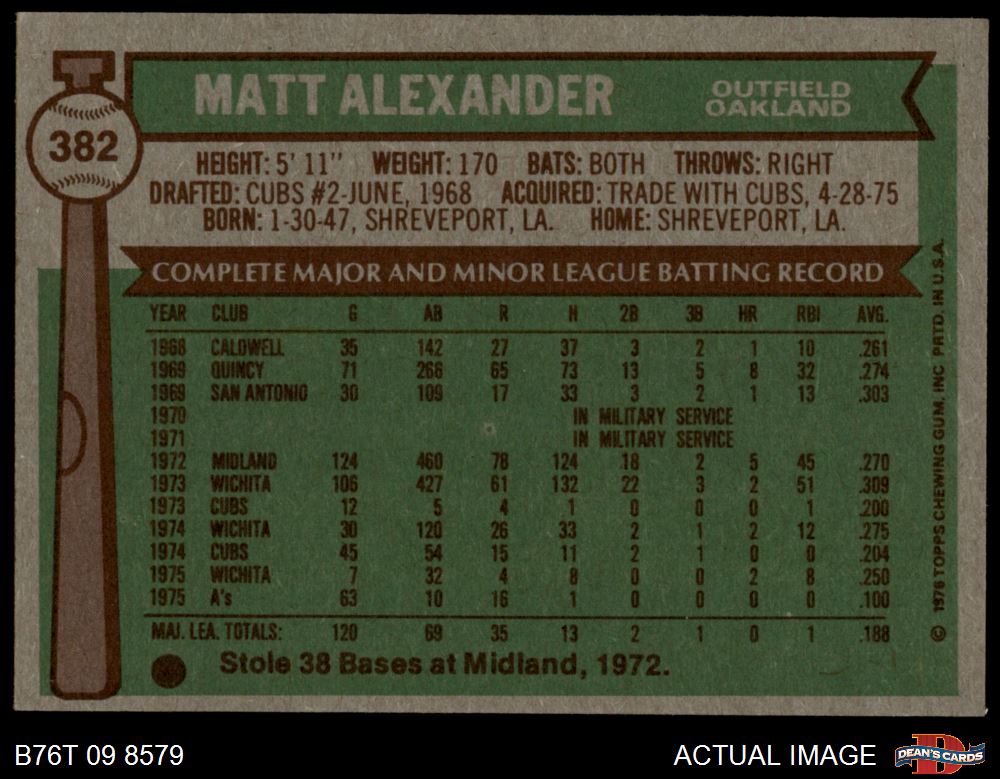 MATT ALEXANDER
OUTFIELD
OAKLAND
382
HEIGHT: 5' 11" WEIGHT: 170 BATS: BOTH THROWS: RIGHT
DRAFTED: CUBS #2-JUNE, 1968 ACQUIRED: TRADE WITH CUBS, 4-28-75
BORN: 1-30-47, SHREVEPORT, LA. HOME: SHREVEPORT, LA.
COMPLETE MAJOR AND MINOR LEAGUE BATTING RECORD
YEAR CLUB G AB R H 2B 3B HR RBI AVG.
1968 CALDWELL 35 142 27 37 3 2 1 10 .261
1969 QUINCY 71 266 65 73 13 5 8 32 .274
1969 SAN ANTONIO 30 109 17 33 3 2 1 13 .303
1970 IN MILITARY SERVICE
1971 IN MILITARY SERVICE
1972 MIDLAND 124 460 78 124 18 2 5 45 .270
1973 WICHITA 106 427 61 132 22 3 2 51 .309
1973 CUBS 12 5 4 1 0 0 0 1 .200
1974 WICHITA 30 120 26 33 2 1 2 12 .275
1974 CUBS 45 54 15 11 2 1 0 0 .204
1975 WICHITA 7 32 4 8 0 0 2 8 .250
1975 A's 63 10 16 1 0 0 0 0 .100
MAJ. LEA. TOTALS: 120 69 35 13 2 1 0 1 .188
Stole 38 Bases at Midland, 1972.
© 1976 TOPPS CHEWING GUM, INC PRTD. IN U.S.A.
B76T 09 8579
ACTUAL IMAGE
DEAN'S CARDS